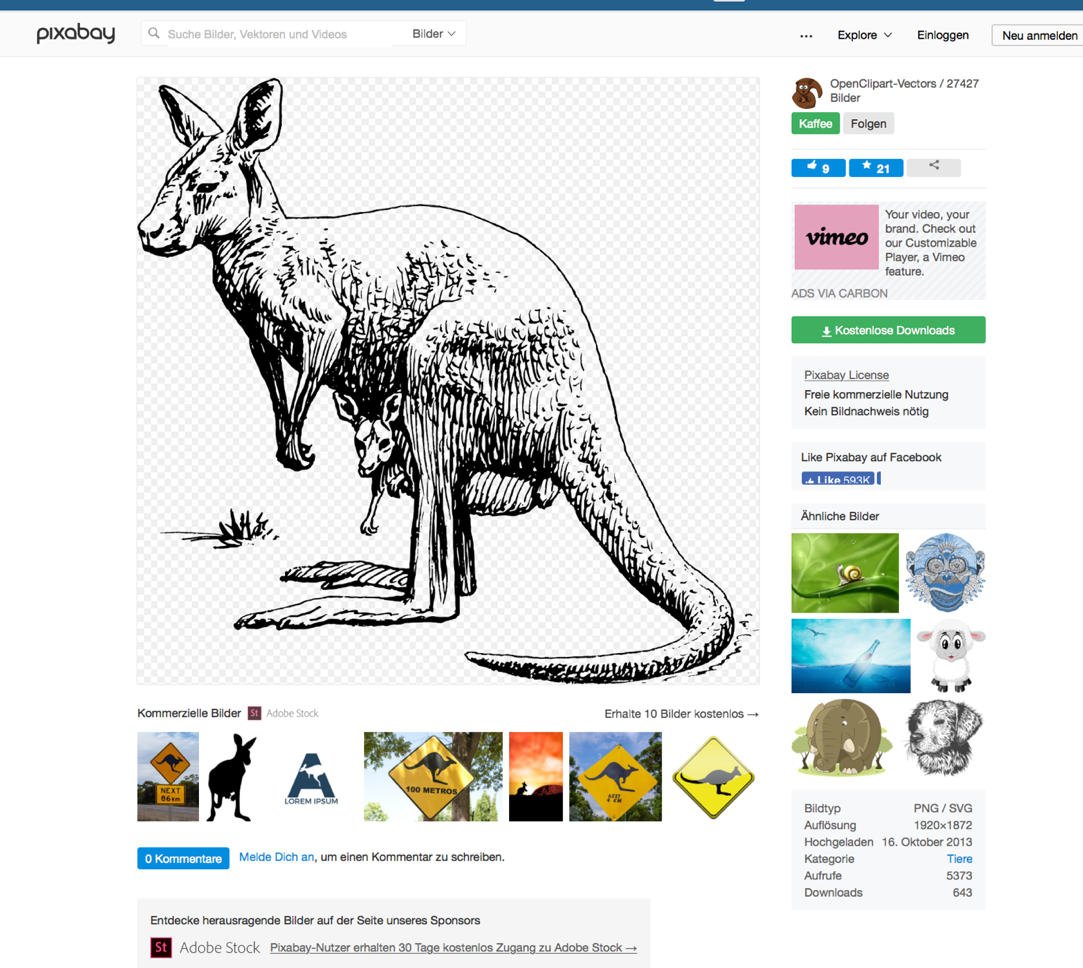 pixabay
Suche Bilder, Vektoren und Videos
Bilder
Explore
Einloggen
Neu anmelden
OpenClipart-Vectors / 27427
Bilder
Kaffee
Folgen
9
21
vimeo
Your video, your
brand. Check out
our Customizable
Player, a Vimeo
feature.
ADS VIA CARBON
Kostenlose Downloads
Pixabay License
Freie kommerzielle Nutzung
Kein Bildnachweis nötig
Like Pixabay auf Facebook
Like 593K
Ähnliche Bilder
Kommerzielle Bilder St Adobe Stock
Erhalte 10 Bilder kostenlos →
NEXT
86km
A
LOREM IPSUM
100 METROS
Bildtyp PNG / SVG
Auflösung 1920×1872
Hochgeladen 16. Oktober 2013
Kategorie Tiere
Aufrufe 5373
Downloads 643
0 Kommentare
Melde Dich an, um einen Kommentar zu schreiben.
Entdecke herausragende Bilder auf der Seite unseres Sponsors
St Adobe Stock Pixabay-Nutzer erhalten 30 Tage kostenlos Zugang zu Adobe Stock →